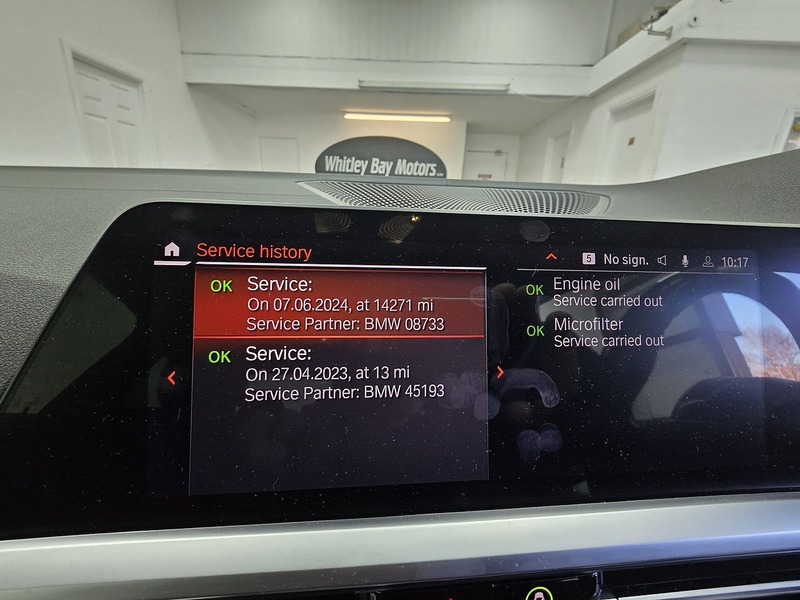 Whitley Bay Motors
Service history
5 No sign. 10:17
OK Service:
On 07.06.2024, at 14271 mi
Service Partner: BMW 08733
OK Service:
On 27.04.2023, at 13 mi
Service Partner: BMW 45193
OK Engine oil
Service carried out
OK Microfilter
Service carried out